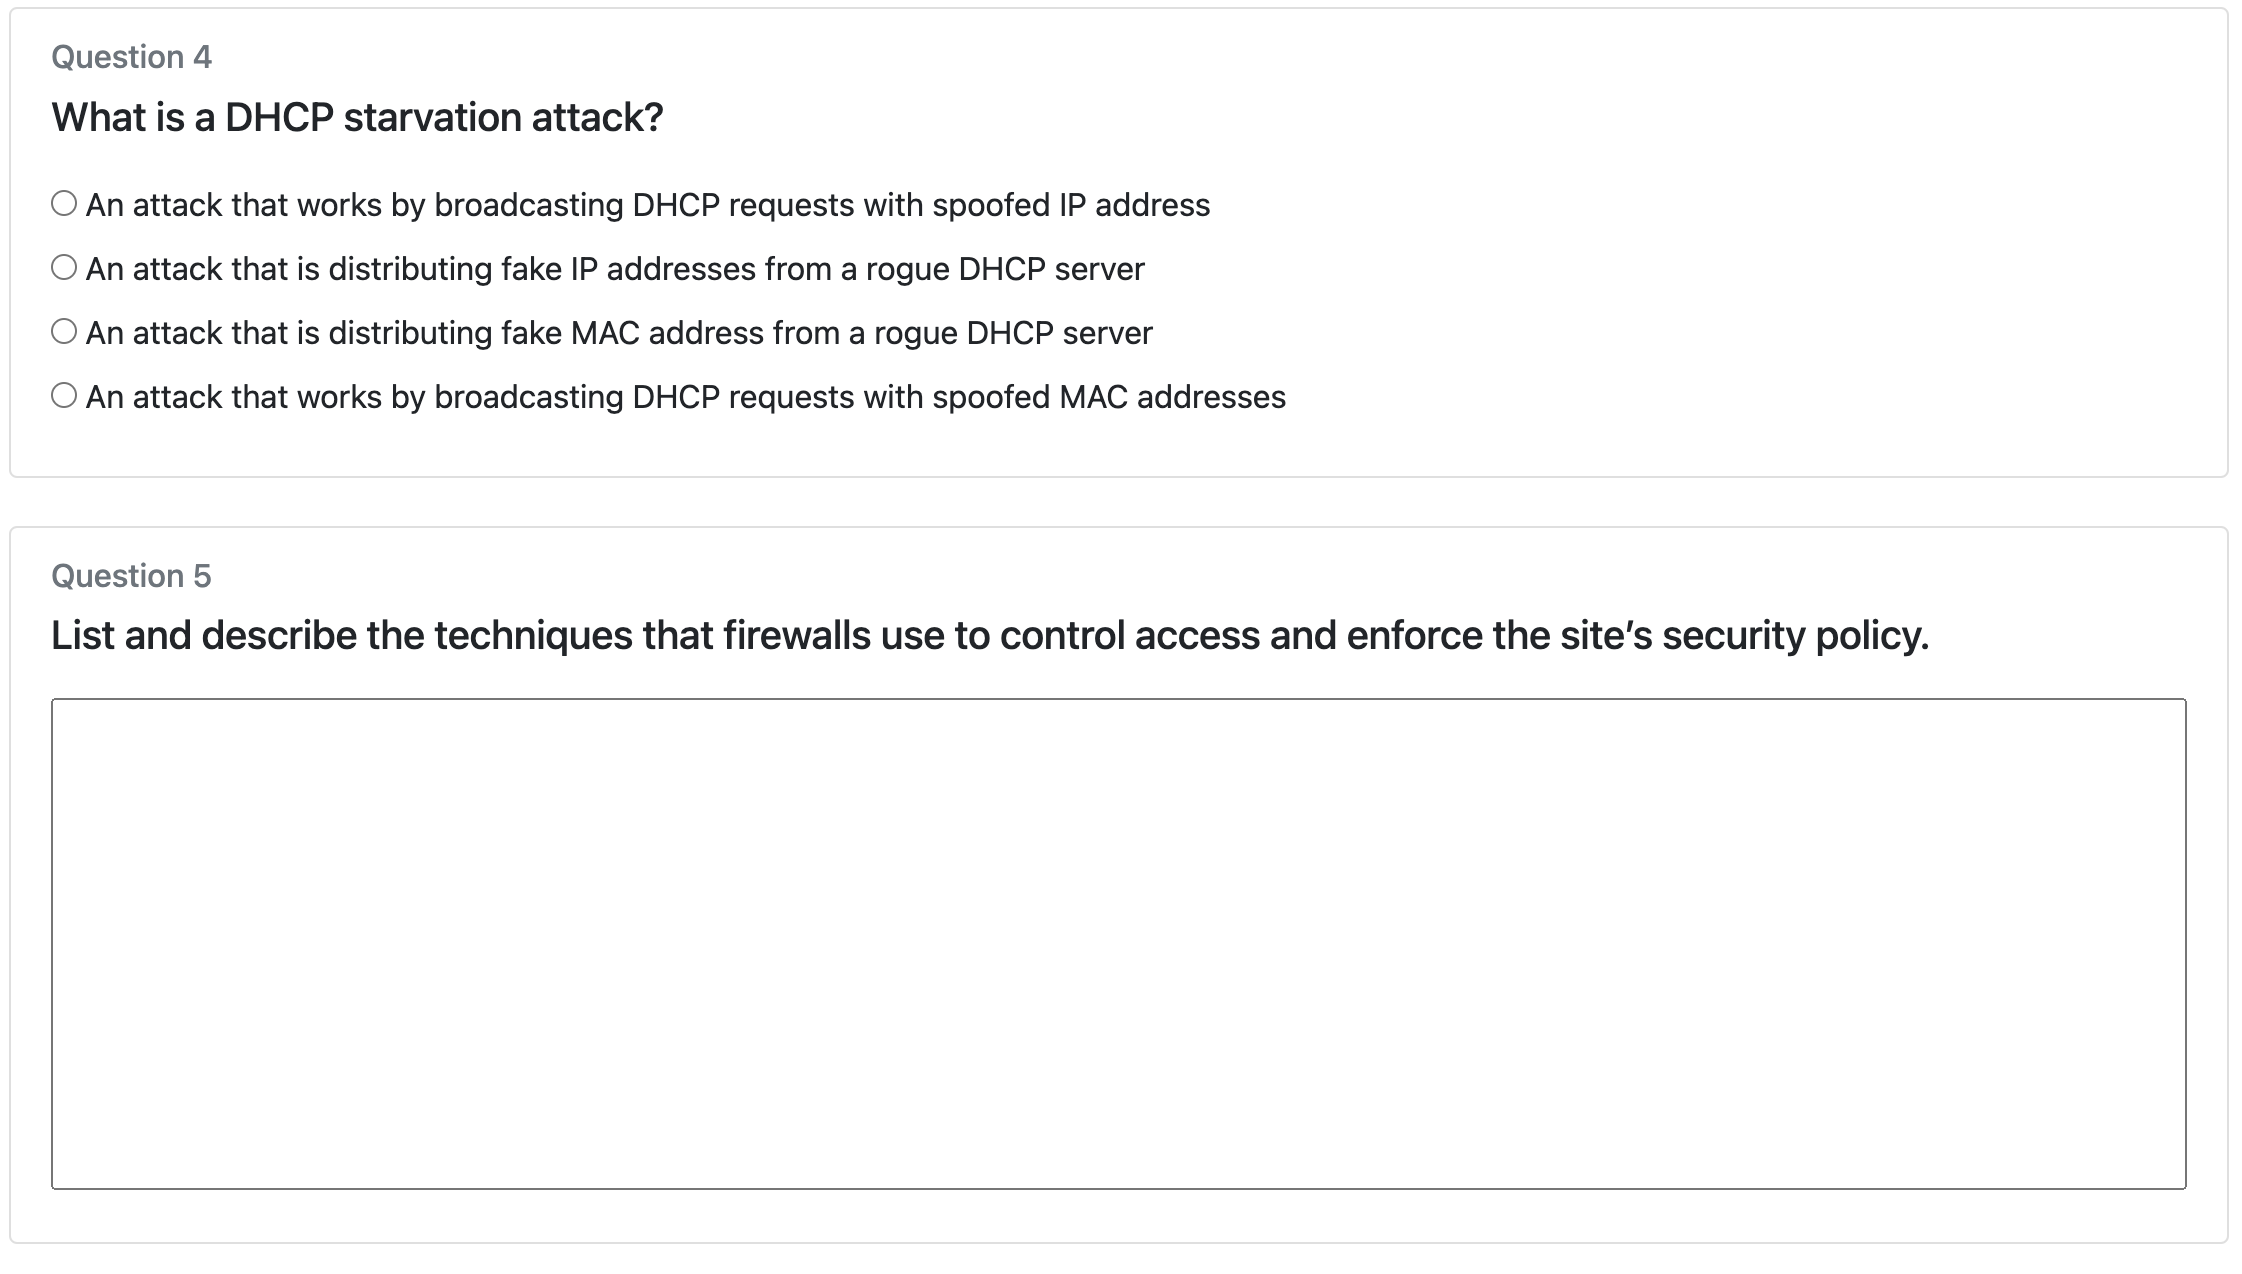 Question 4
What is a DHCP starvation attack?
An attack that works by broadcasting DHCP requests with spoofed IP address
An attack that is distributing fake IP addresses from a rogue DHCP server
An attack that is distributing fake MAC address from a rogue DHCP server
An attack that works by broadcasting DHCP requests with spoofed MAC addresses
Question 5
List and describe the techniques that firewalls use to control access and enforce the site’s security policy.